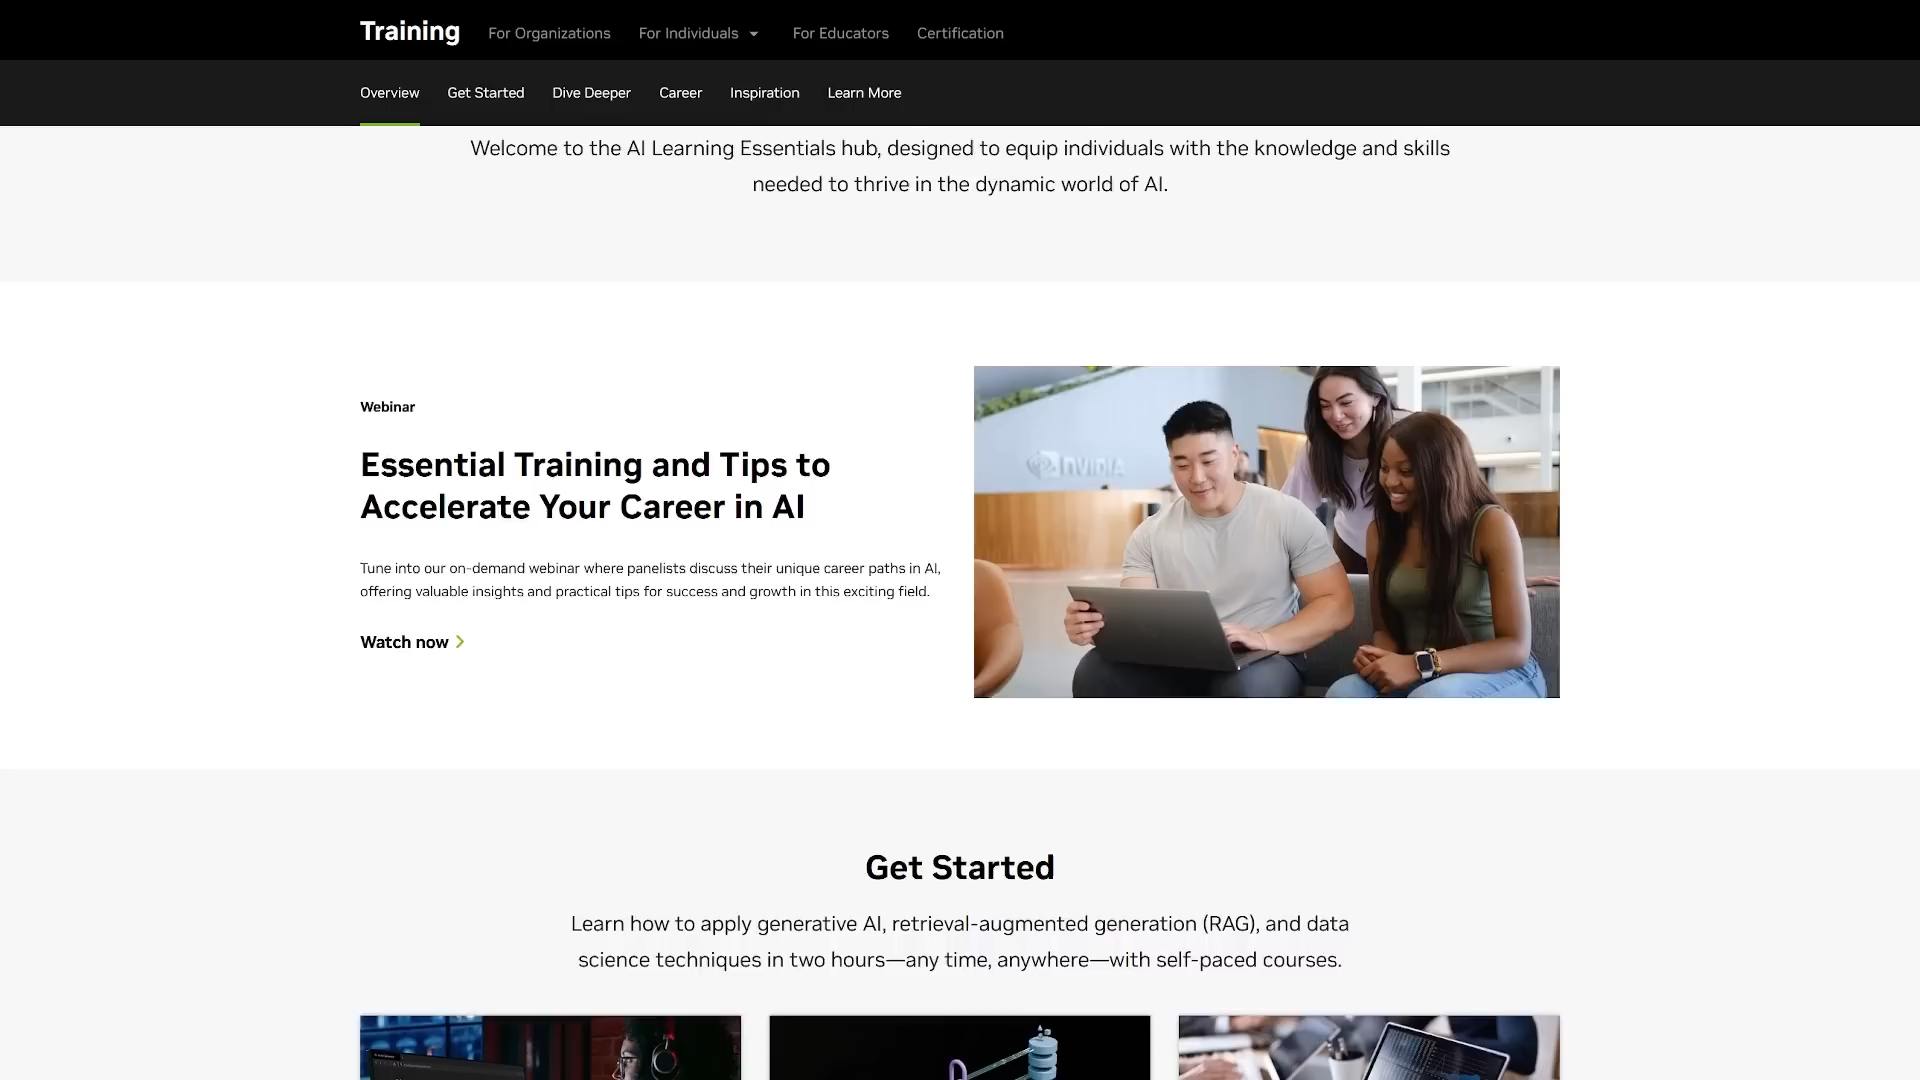 Training For Organizations For Individuals For Educators Certification
Overview Get Started Dive Deeper Career Inspiration Learn More
Welcome to the AI Learning Essentials hub, designed to equip individuals with the knowledge and skills
needed to thrive in the dynamic world of AI.
Webinar
Essential Training and Tips to
Accelerate Your Career in AI
Tune into our on-demand webinar where panelists discuss their unique career paths in AI,
offering valuable insights and practical tips for success and growth in this exciting field.
Watch now
NVIDIA
Get Started
Learn how to apply generative AI, retrieval-augmented generation (RAG), and data
science techniques in two hours—any time, anywhere—with self-paced courses.